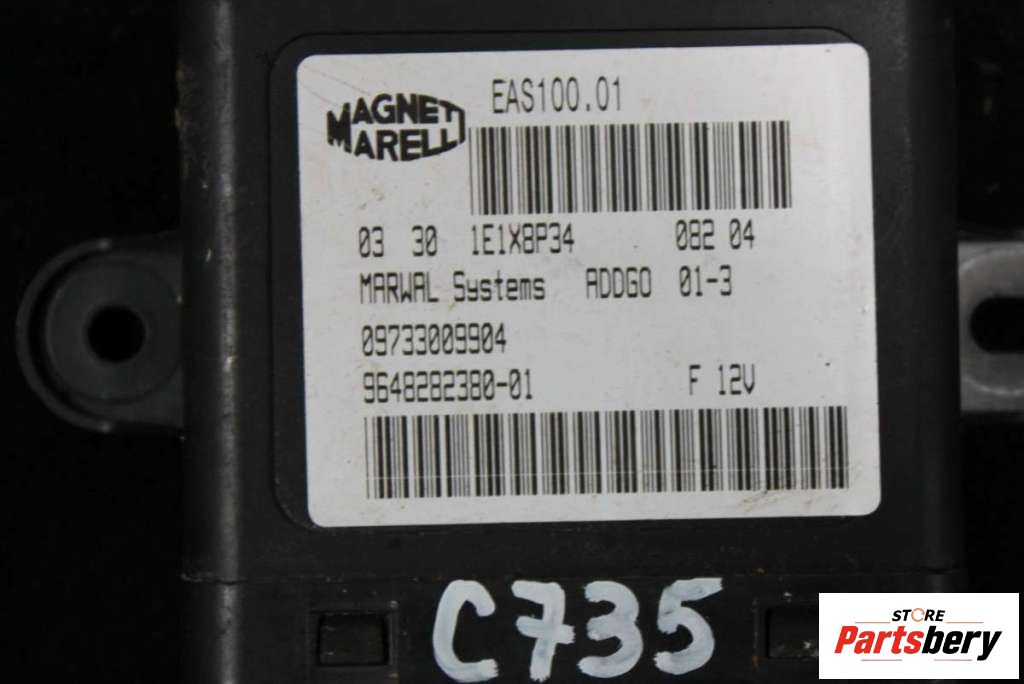 MAGNETI
MARELLI
EAS100.01
03 30 1E1X8P34 082 04
MARWAL Systems ADDGO 01-3
09733009904
9648282380-01 F 12V
C735
STORE
Partsbery